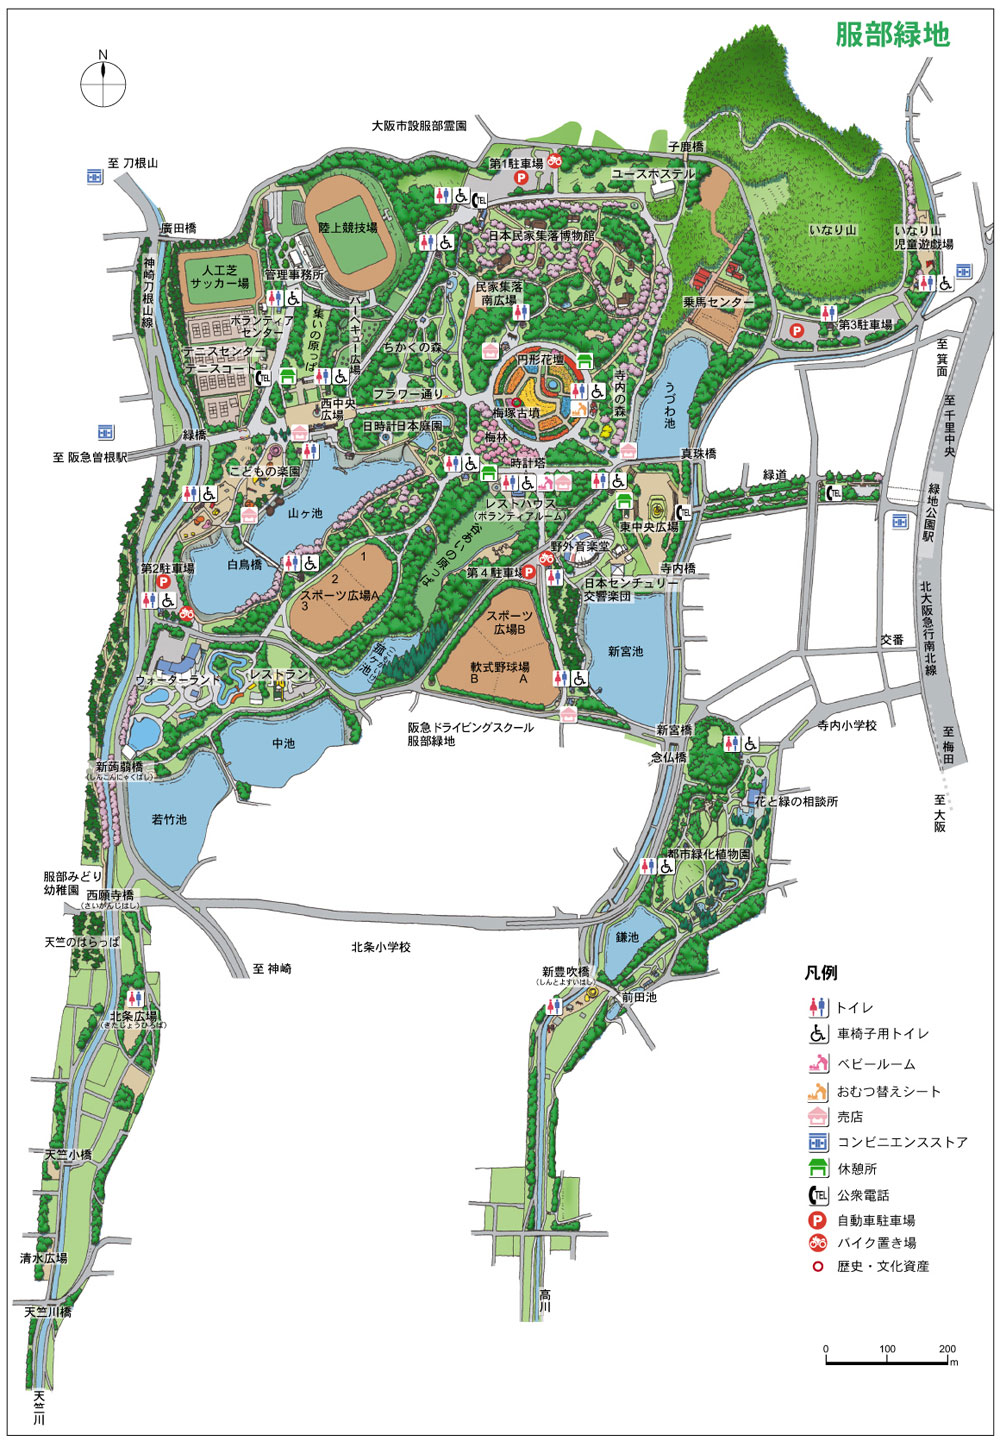 服部緑地
N
大阪市設服部霊園
至 刀根山
第1駐車場
子鹿橋
ユースホステル
廣田橋
陸上競技場
日本民家集落博物館
いなり山
いなり山
児童遊戯場
神崎刀根山線
人工芝
サッカー場
管理事務所
民家集落
南広場
乗馬センター
ボランティア
センター
集いの原っぱ
バーベキュー広場
第3駐車場
テニスセンター
テニスコート
ちかくの森
円形花壇
寺内の森
うづわ池
至 箕面
フラワー通り
西中央
広場
梅塚古墳
至 千里中央
緑橋
日時計
日本庭園
梅林
至 阪急曽根駅
こどもの楽園
時計塔
真珠橋
緑道
緑地公園駅
山ヶ池
レストハウス
(ボランティアルーム)
東中央広場
谷あいの原っぱ
白鳥橋
野外音楽堂
第2駐車場
1
2
スポーツ広場A
3
第4駐車場
日本センチュリー
交響楽団
寺内橋
北大阪急行南北線
スポーツ
広場B
交番
孤ヶ池
新宮池
ウォーターランド
レストラン
軟式野球場
B
A
中池
阪急ドライビングスクール
服部緑地
新宮橋
寺内小学校
念仏橋
至 梅田
新蒟蒻橋
(しんこんにゃくばし)
花と緑の相談所
至 大阪
若竹池
都市緑化植物園
服部みどり
幼稚園
西願寺橋
(さいがんじばし)
鎌池
天竺のはらっぱ
北条小学校
至 神崎
新豊吹橋
(しんとよすいはし)
前田池
北条広場
(きたじょうひろば)
天竺小橋
清水広場
天竺川橋
天竺川
高川
凡例
トイレ
車椅子用トイレ
ベビールーム
おむつ替えシート
売店
コンビニエンスストア
休憩所
TEL 公衆電話
P 自動車駐車場
バイク置き場
歴史・文化資産
0 100 200
m